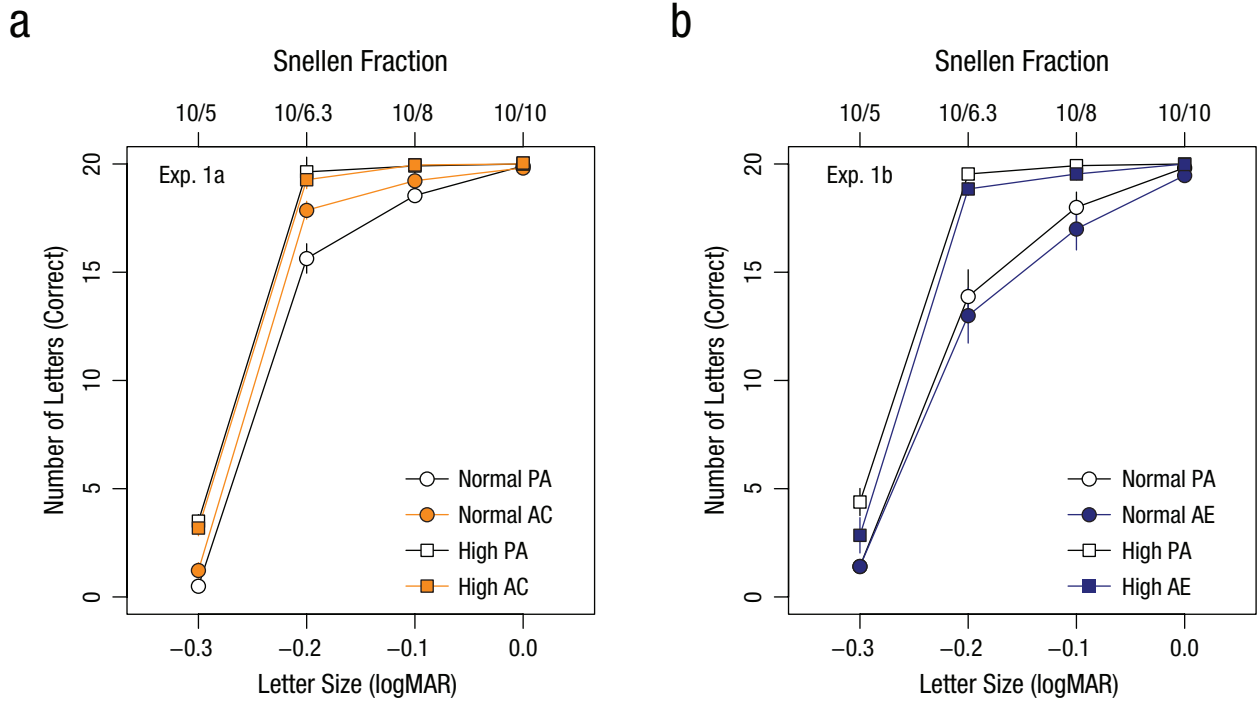 a
Snellen Fraction
10/5 10/6.3 10/8 10/10
Exp. 1a
Number of Letters (Correct)
20
15
10
5
0
Normal PA
Normal AC
High PA
High AC
−0.3 −0.2 −0.1 0.0
Letter Size (logMAR)
b
Snellen Fraction
10/5 10/6.3 10/8 10/10
Exp. 1b
Number of Letters (Correct)
20
15
10
5
0
Normal PA
Normal AE
High PA
High AE
−0.3 −0.2 −0.1 0.0
Letter Size (logMAR)